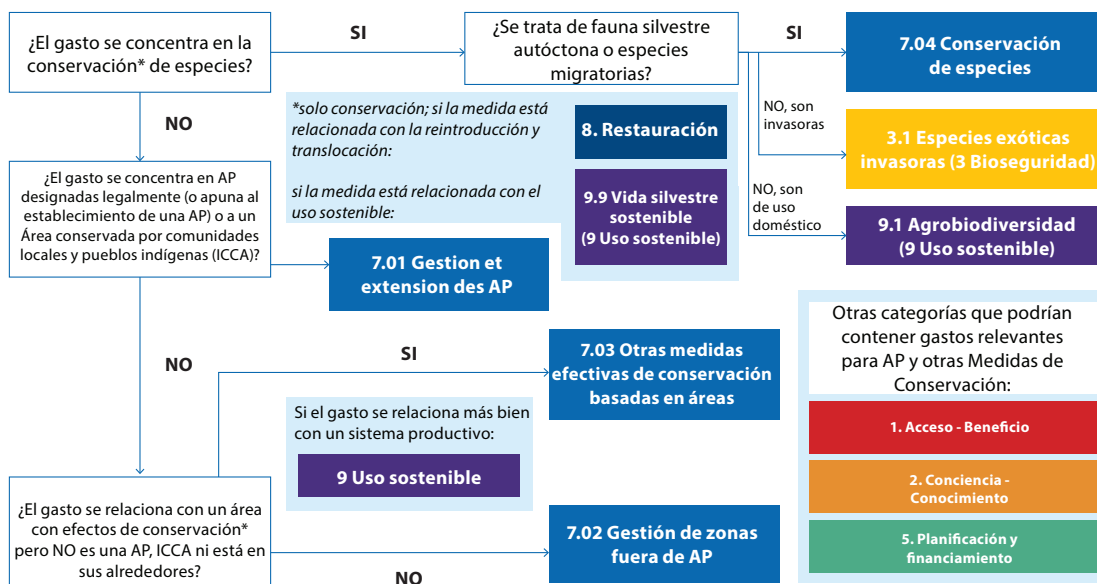 ¿El gasto se concentra en la
conservación* de especies?
SI
¿Se trata de fauna silvestre
autóctona o especies
migratorias?
SI
7.04 Conservación
de especies
NO
*solo conservación; si la medida está
relacionada con la reintroducción y
translocación:
8. Restauración
NO, son
invasoras
3.1 Especies exóticas
invasoras (3 Bioseguridad)
¿El gasto se concentra en AP
designadas legalmente (o apuna al
establecimiento de una AP) o a un
Área conservada por comunidades
locales y pueblos indígenas (ICCA)?
si la medida está relacionada con el
uso sostenible:
9.9 Vida silvestre
sostenible
(9 Uso sostenible)
NO, son
de uso
doméstico
9.1 Agrobiodiversidad
(9 Uso sostenible)
7.01 Gestion et
extension des AP
NO
SI
7.03 Otras medidas
efectivas de conservación
basadas en áreas
Otras categorías que podrían
contener gastos relevantes
para AP y otras Medidas de
Conservación:
1. Acceso - Beneficio
2. Conciencia -
Conocimiento
5. Planificación y
financiamiento
Si el gasto se relaciona más bien
con un sistema productivo:
9 Uso sostenible
¿El gasto se relaciona con un área
con efectos de conservación*
pero NO es una AP, ICCA ni está en
sus alrededores?
7.02 Gestión de zonas
fuera de AP
NO